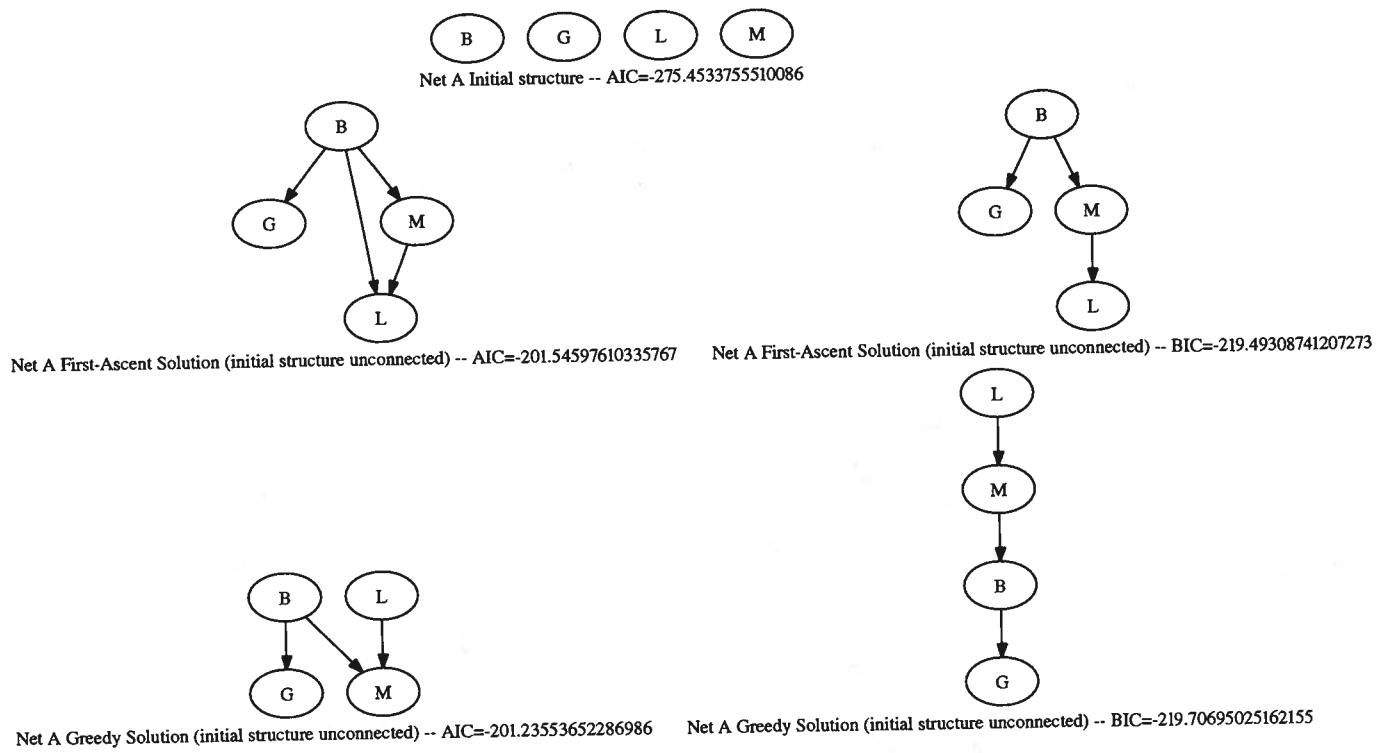 B G L M
Net A Initial structure -- AIC=-275.4533755510086
B
G M
L
Net A First-Ascent Solution (initial structure unconnected) -- AIC=-201.54597610335767
B
G M
L
Net A First-Ascent Solution (initial structure unconnected) -- BIC=-219.49308741207273
B L
G M
Net A Greedy Solution (initial structure unconnected) -- AIC=-201.23553652286986
L
M
B
G
Net A Greedy Solution (initial structure unconnected) -- BIC=-219.70695025162155